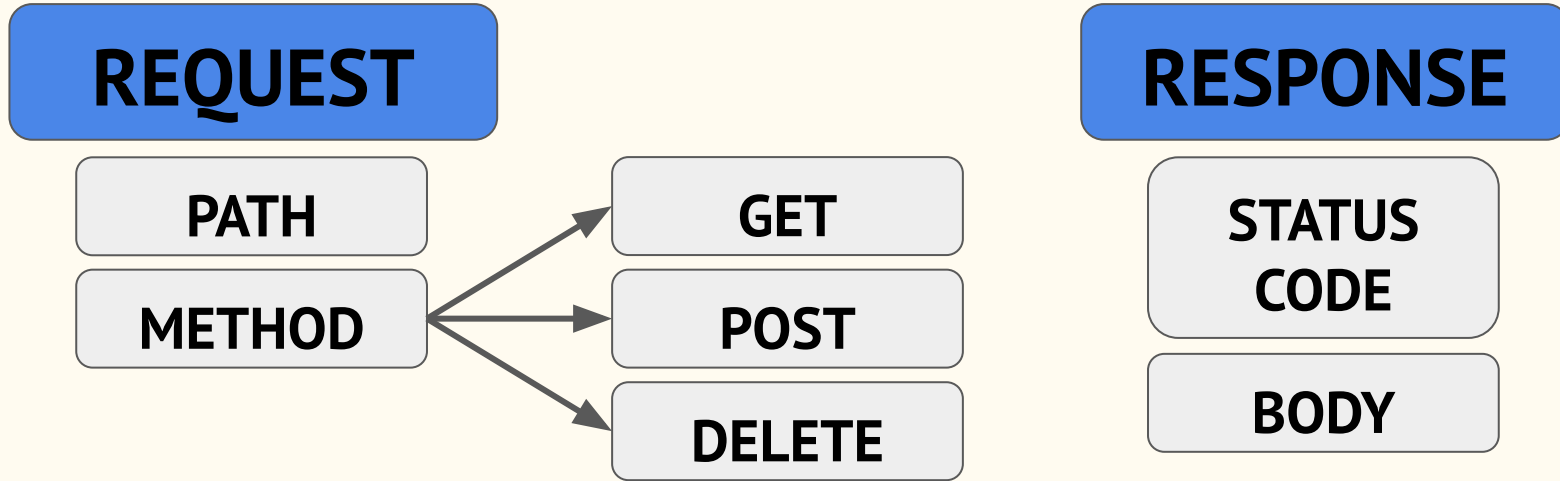 REQUEST
PATH
METHOD
GET
POST
DELETE
RESPONSE
STATUS
CODE
BODY